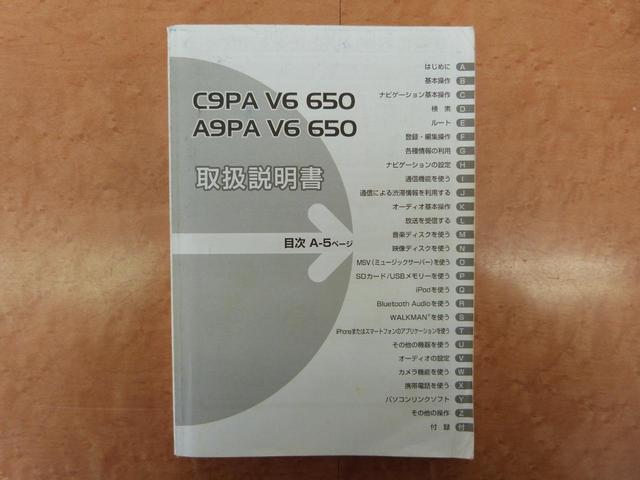 C9PA V6 650
A9PA V6 650
取扱説明書
目次 A-5ページ
はじめに A
基本操作 B
ナビゲーション基本操作 C
検 索 D
ルート E
登録・編集操作 F
各種情報の利用 G
ナビゲーションの設定 H
通信機能を使う I
通信による渋滞情報を利用する J
オーディオ基本操作 K
放送を受信する L
音楽ディスクを使う M
映像ディスクを使う N
MSV(ミュージックサーバー)を使う O
SDカード/USBメモリーを使う P
iPodを使う Q
Bluetooth Audioを使う R
WALKMAN®を使う S
iPhoneまたはスマートフォンのアプリケーションを使う T
その他の機器を使う U
オーディオの設定 V
カメラ機能を使う W
携帯電話を使う X
パソコンリンクソフト Y
その他の操作 Z
付 録 付